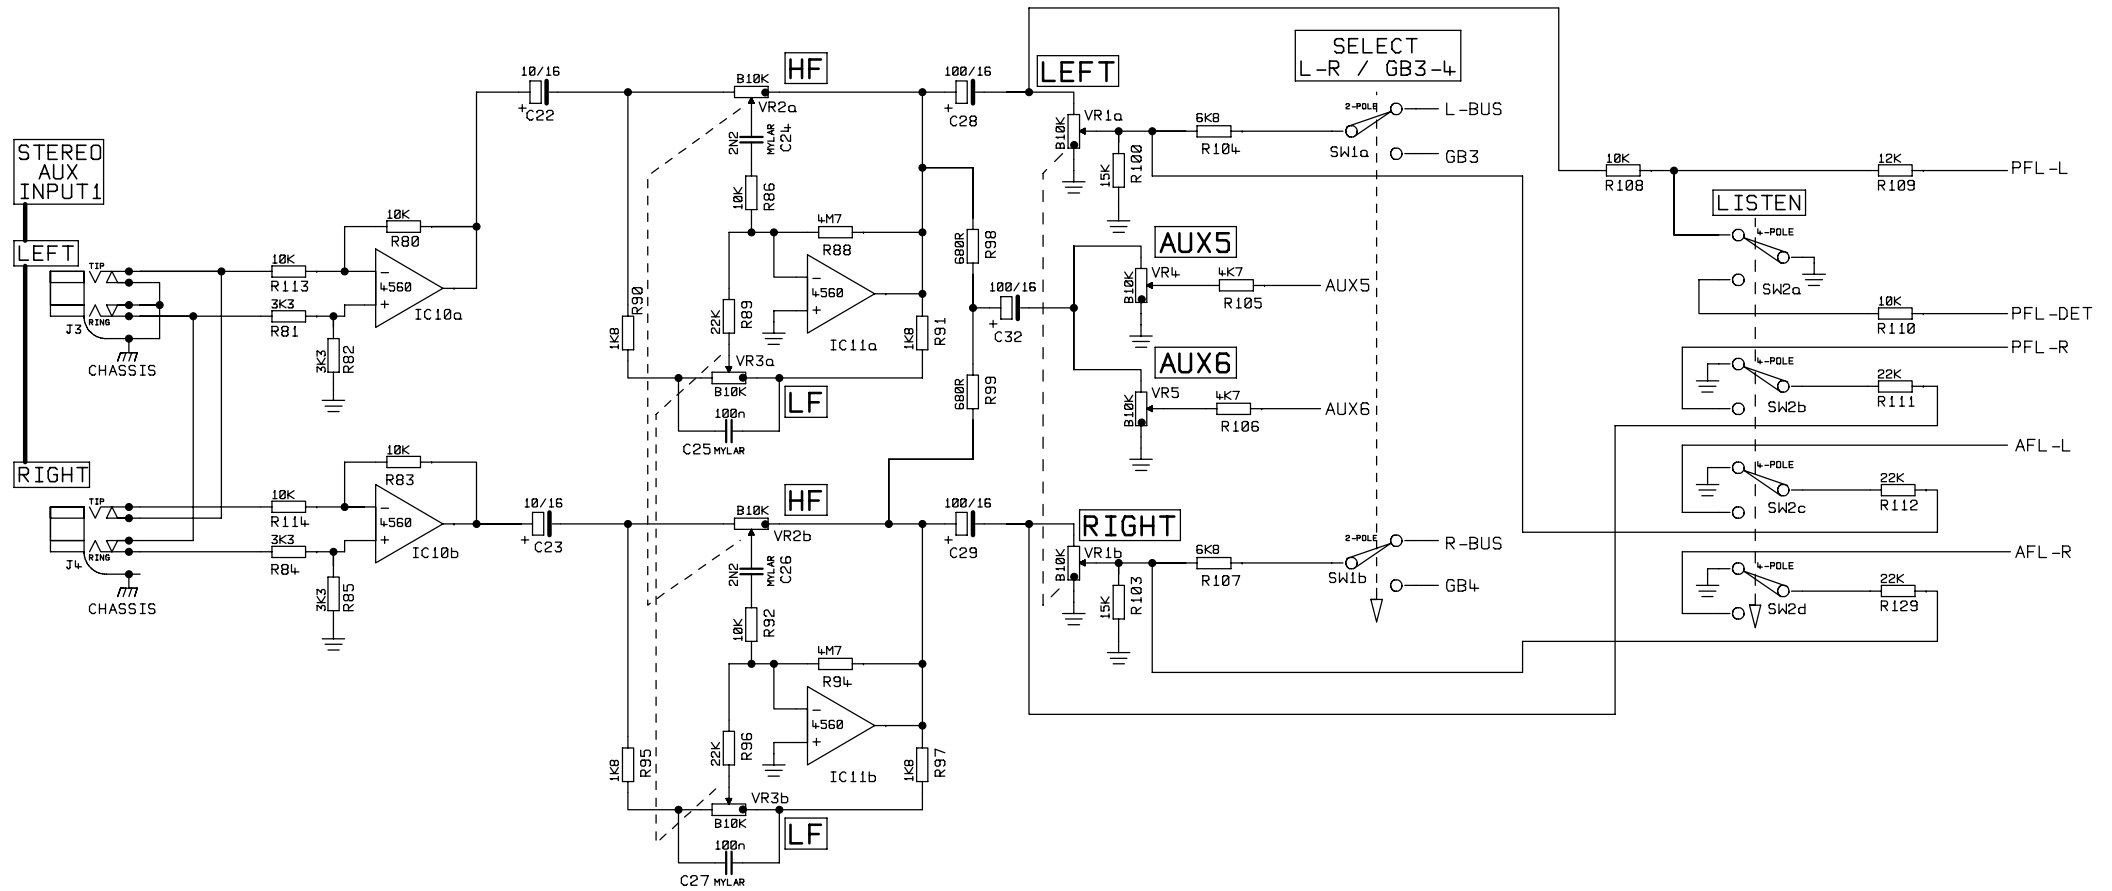 STEREO
AUX
INPUT1
LEFT
TIP
RING
J3
CHASSIS
RIGHT
TIP
RING
J4
CHASSIS
10K
R113
3K3
R81
3K3
R82
10K
R80
-
4560
+
IC10a
10K
R114
3K3
R84
3K3
R85
10K
R83
-
4560
+
IC10b
10/16
+
C22
10/16
+
C23
HF
B10K
VR2a
2N2
MYLAR
C24
10K
R86
4M7
R88
-
4560
+
IC11a
R90
1K8
22K
R89
1K8
R91
VR3a
B10K
LF
100n
C25 MYLAR
HF
B10K
VR2b
2N2
MYLAR
C26
10K
R92
4M7
R94
-
4560
+
IC11b
1K8
R95
22K
R96
1K8
R97
VR3b
B10K
LF
100n
C27 MYLAR
100/16
+
C28
680R
R98
100/16
+
C32
680R
R99
100/16
+
C29
LEFT
B10K
VR1a
15K
R100
6K8
R104
AUX5
B10K
VR4
4K7
R105
AUX5
AUX6
B10K
VR5
4K7
R106
AUX6
RIGHT
B10K
VR1b
15K
R103
6K8
R107
SELECT
L-R / GB3-4
2-POLE
SW1a
L-BUS
GB3
2-POLE
SW1b
R-BUS
GB4
10K
R108
12K
R109
PFL-L
LISTEN
4-POLE
SW2a
10K
R110
PFL-DET
PFL-R
4-POLE
SW2b
22K
R111
AFL-L
4-POLE
SW2c
22K
R112
AFL-R
4-POLE
SW2d
22K
R129